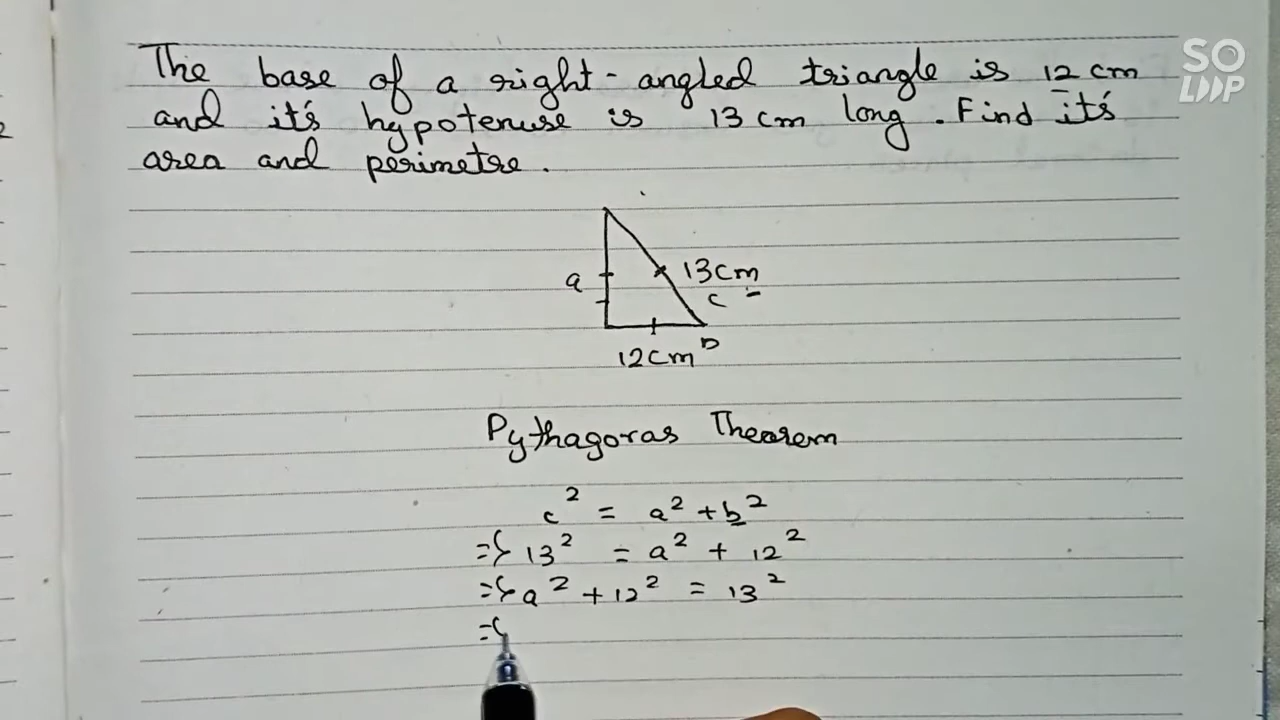 The base of a right-angled triangle is 12 cm
and it's hypotenuse is 13 cm long. Find it's
area and perimetre.
a
13cm
c
12cm b
Pythagoras Theorem
c² = a² + b²
=> 13² = a² + 12²
=> a² + 12² = 13²
=
SO
LOOP
2